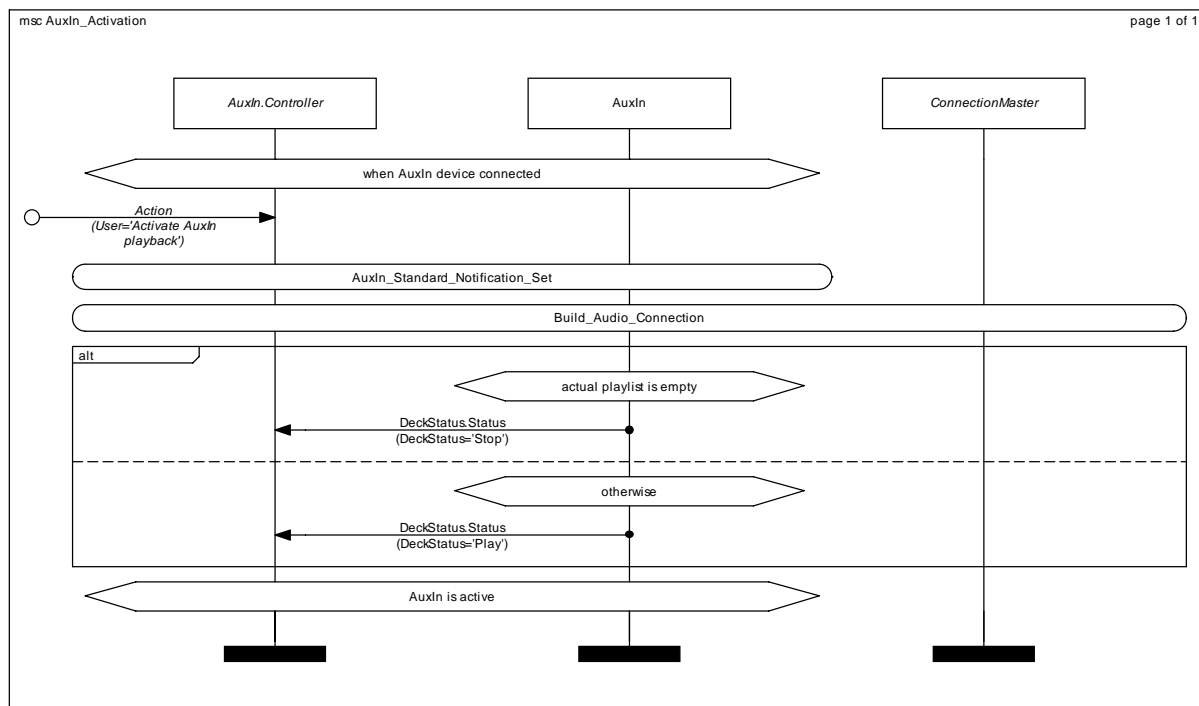 msc AuxIn_Activation
page 1 of 1
AuxIn.Controller
AuxIn
ConnectionMaster
when AuxIn device connected
Action
(User='Activate AuxIn
playback')
AuxIn_Standard_Notification_Set
Build_Audio_Connection
alt
actual playlist is empty
DeckStatus.Status
(DeckStatus='Stop')
otherwise
DeckStatus.Status
(DeckStatus='Play')
AuxIn is active